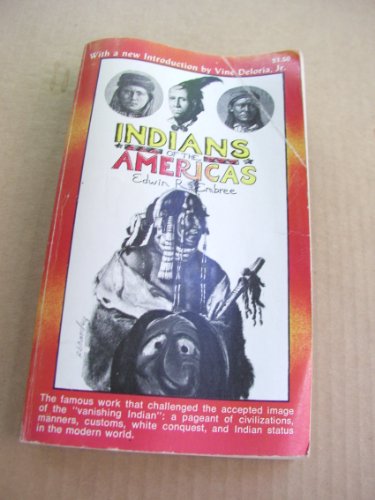 With a new Introduction by Vine Deloria, Jr.
$1.50
INDIANS
OF THE
AMERICAS
Edwin R. Embree
The famous work that challenged the accepted image
of the "vanishing Indian": a pageant of civilizations,
manners, customs, white conquest, and Indian status
in the modern world.